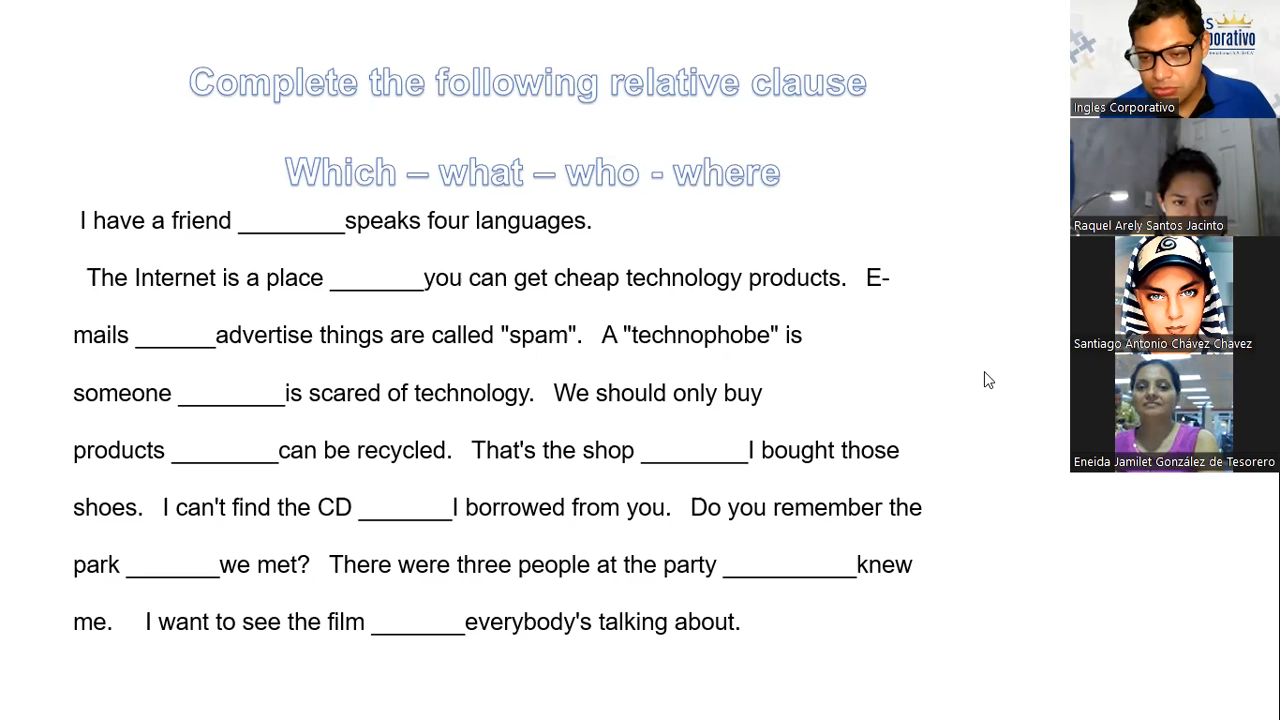 Complete the following relative clause
Which – what – who - where
I have a friend ________speaks four languages.
The Internet is a place _______you can get cheap technology products. E-
mails ______advertise things are called "spam". A "technophobe" is
someone ________is scared of technology. We should only buy
products ________can be recycled. That's the shop ________I bought those
shoes. I can't find the CD _______I borrowed from you. Do you remember the
park _______we met? There were three people at the party __________knew
me. I want to see the film _______everybody's talking about.
Ingles Corporativo
Raquel Arely Santos Jacinto
Santiago Antonio Chávez Chavez
Eneida Jamilet González de Tesorero